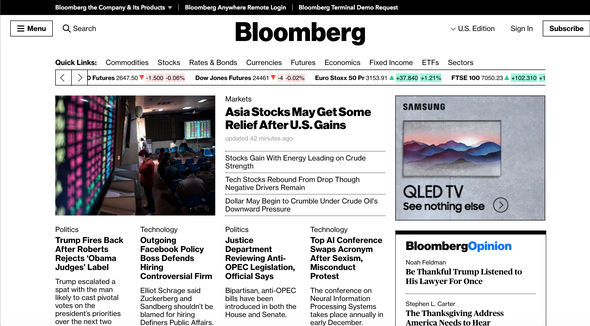 Bloomberg the Company & Its Products Bloomberg Anywhere Remote Login Bloomberg Terminal Demo Request
Menu Search Bloomberg U.S. Edition Sign In Subscribe
Quick Links: Commodities Stocks Rates & Bonds Currencies Futures Economics Fixed Income ETFs Sectors
Futures 2647.50 -1.500 -0.06% Dow Jones Futures 24461 -4 -0.02% Euro Stoxx 50 Pr 3153.91 +37.840 +1.21% FTSE 100 7050.23 +102.310
Markets
Asia Stocks May Get Some
Relief After U.S. Gains
updated 42 minutes ago
Stocks Gain With Energy Leading on Crude
Strength
Tech Stocks Rebound From Drop Though
Negative Drivers Remain
Dollar May Begin to Crumble Under Crude Oil's
Downward Pressure
SAMSUNG
QLED TV
See nothing else
Politics
Trump Fires Back
After Roberts
Rejects ‘Obama
Judges’ Label
Trump escalated a
spat with the man
likely to cast pivotal
votes on the
president's priorities
over the next two
Technology
Outgoing
Facebook Policy
Boss Defends
Hiring
Controversial Firm
Elliot Schrage said
Zuckerberg and
Sandberg shouldn't be
blamed for hiring
Definers Public Affairs.
Politics
Justice
Department
Reviewing Anti-
OPEC Legislation,
Official Says
Bipartisan, anti-OPEC
bills have been
introduced in both the
House and Senate.
Technology
Top AI Conference
Swaps Acronym
After Sexism,
Misconduct
Protest
The conference on
Neural Information
Processing Systems
takes place annually in
early December.
BloombergOpinion
Noah Feldman
Be Thankful Trump Listened to
His Lawyer For Once
Stephen L. Carter
The Thanksgiving Address
America Needs to Hear